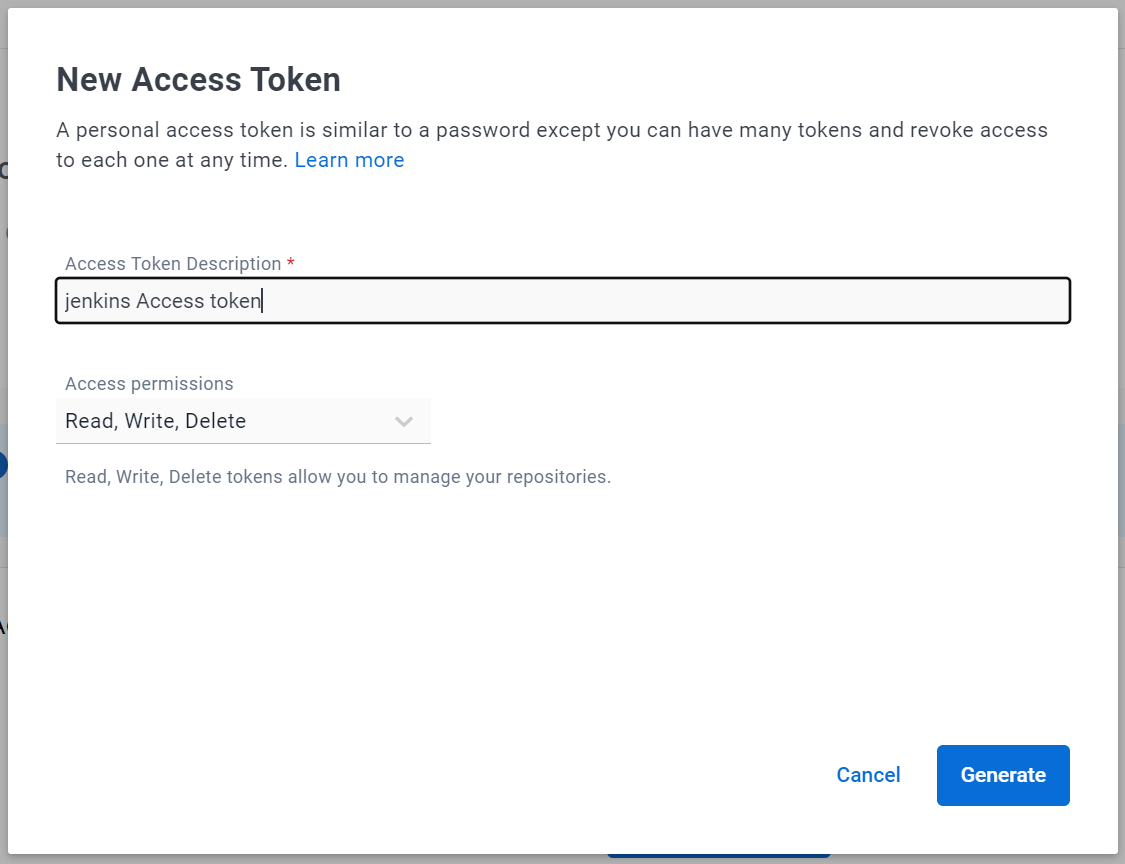 New Access Token
A personal access token is similar to a password except you can have many tokens and revoke access
to each one at any time. Learn more
Access Token Description *
jenkins Access token
Access permissions
Read, Write, Delete
Read, Write, Delete tokens allow you to manage your repositories.
Cancel
Generate